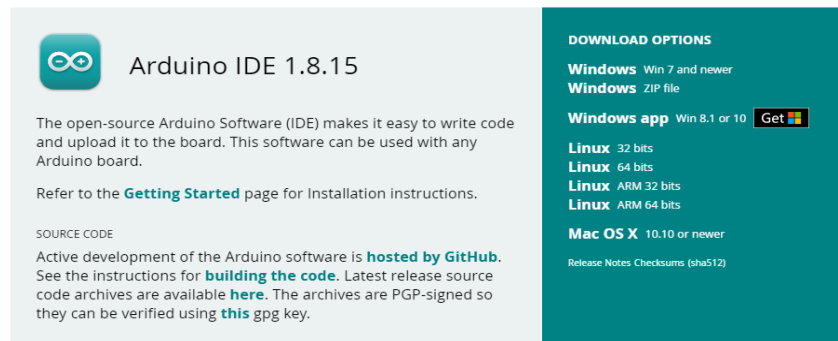 Arduino IDE 1.8.15
The open-source Arduino Software (IDE) makes it easy to write code
and upload it to the board. This software can be used with any
Arduino board.
Refer to the Getting Started page for Installation instructions.
SOURCE CODE
Active development of the Arduino software is hosted by GitHub.
See the instructions for building the code. Latest release source
code archives are available here. The archives are PGP-signed so
they can be verified using this gpg key.
DOWNLOAD OPTIONS
Windows Win 7 and newer
Windows ZIP file
Windows app Win 8.1 or 10 Get
Linux 32 bits
Linux 64 bits
Linux ARM 32 bits
Linux ARM 64 bits
Mac OS X 10.10 or newer
Release Notes Checksums (sha512)